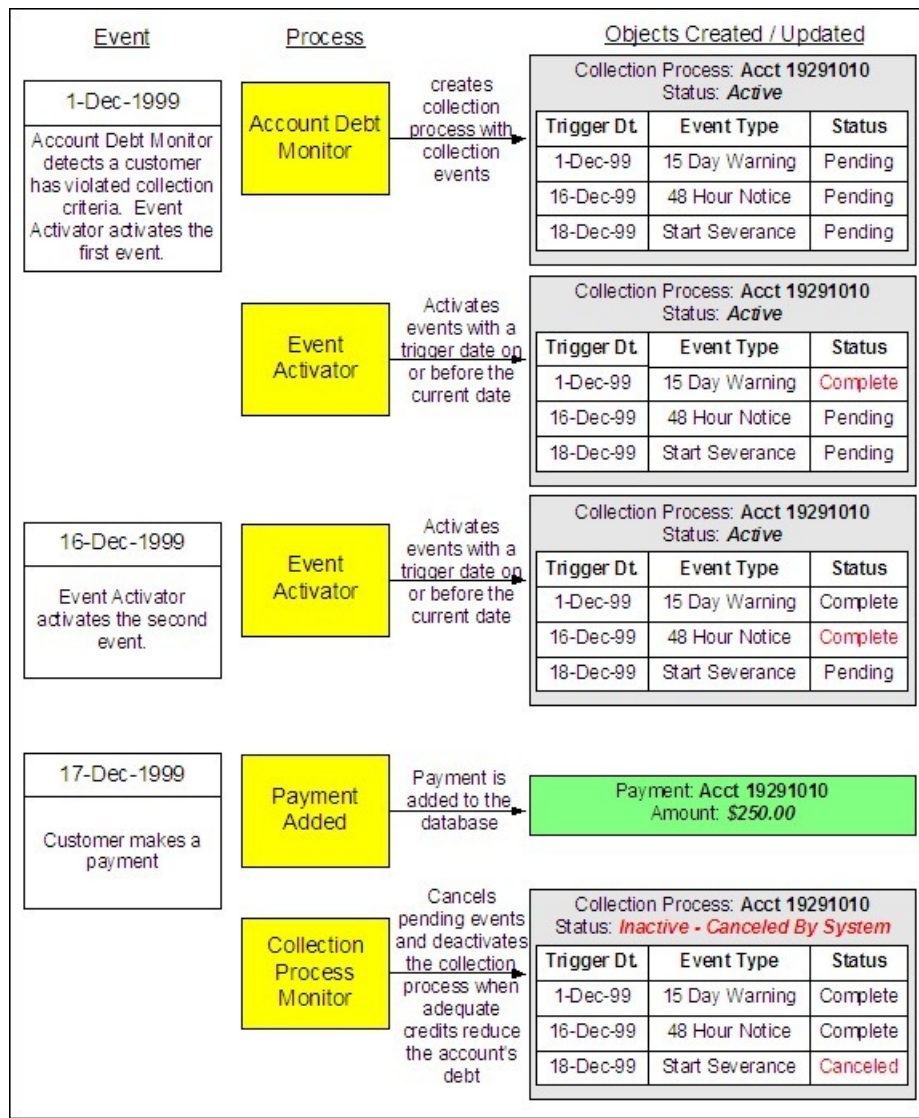 Event
Process
Objects Created / Updated
1-Dec-1999
Account Debt Monitor
detects a customer
has violated collection
criteria. Event
Activator activates the
first event.
Account Debt
Monitor
creates
collection
process with
collection
events
Collection Process: Acct 19291010
Status: Active
Trigger Dt. Event Type Status
1-Dec-99 15 Day Warning Pending
16-Dec-99 48 Hour Notice Pending
18-Dec-99 Start Severance Pending
Event
Activator
Activates
events with a
trigger date on
or before the
current date
Collection Process: Acct 19291010
Status: Active
Trigger Dt. Event Type Status
1-Dec-99 15 Day Warning Complete
16-Dec-99 48 Hour Notice Pending
18-Dec-99 Start Severance Pending
16-Dec-1999
Event Activator
activates the second
event.
Event
Activator
Activates
events with a
trigger date on
or before the
current date
Collection Process: Acct 19291010
Status: Active
Trigger Dt. Event Type Status
1-Dec-99 15 Day Warning Complete
16-Dec-99 48 Hour Notice Complete
18-Dec-99 Start Severance Pending
17-Dec-1999
Customer makes a
payment
Payment
Added
Payment is
added to the
database
Payment: Acct 19291010
Amount: $250.00
Collection
Process
Monitor
Cancels
pending events
and deactivates
the collection
process when
adequate
credits reduce
the account's
debt
Collection Process: Acct 19291010
Status: Inactive - Canceled By System
Trigger Dt. Event Type Status
1-Dec-99 15 Day Warning Complete
16-Dec-99 48 Hour Notice Complete
18-Dec-99 Start Severance Canceled